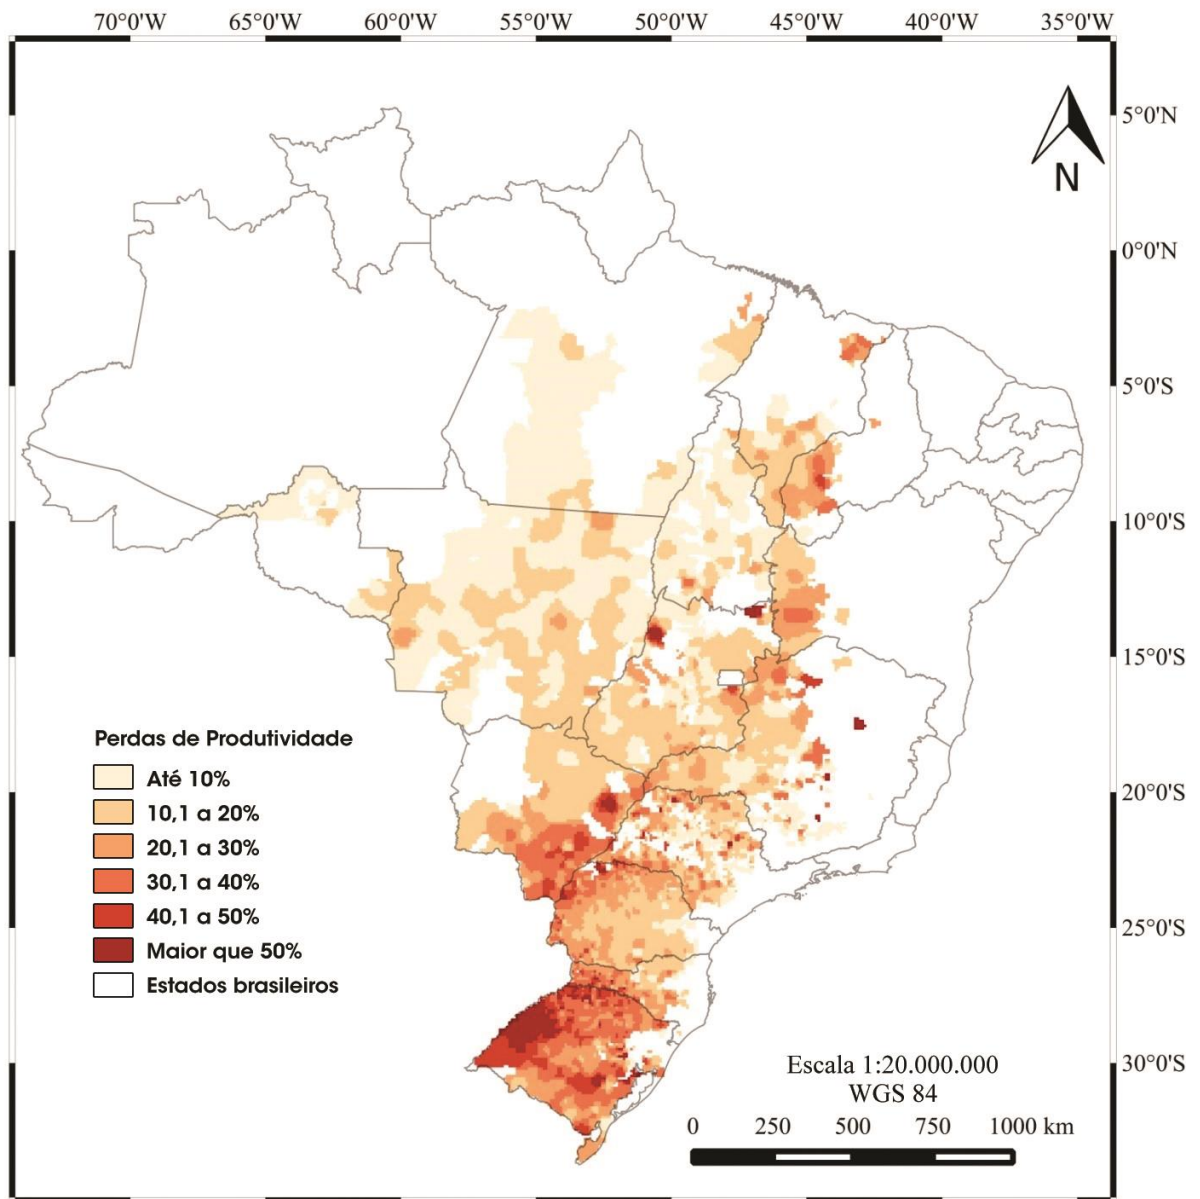 70°0'W 65°0'W 60°0'W 55°0'W 50°0'W 45°0'W 40°0'W 35°0'W
5°0'N
N
0°0'N
5°0'S
10°0'S
15°0'S
Perdas de Produtividade
Até 10%
10,1 a 20%
20,1 a 30%
30,1 a 40%
40,1 a 50%
Maior que 50%
Estados brasileiros
20°0'S
25°0'S
30°0'S
Escala 1:20.000.000
WGS 84
0 250 500 750 1000 km